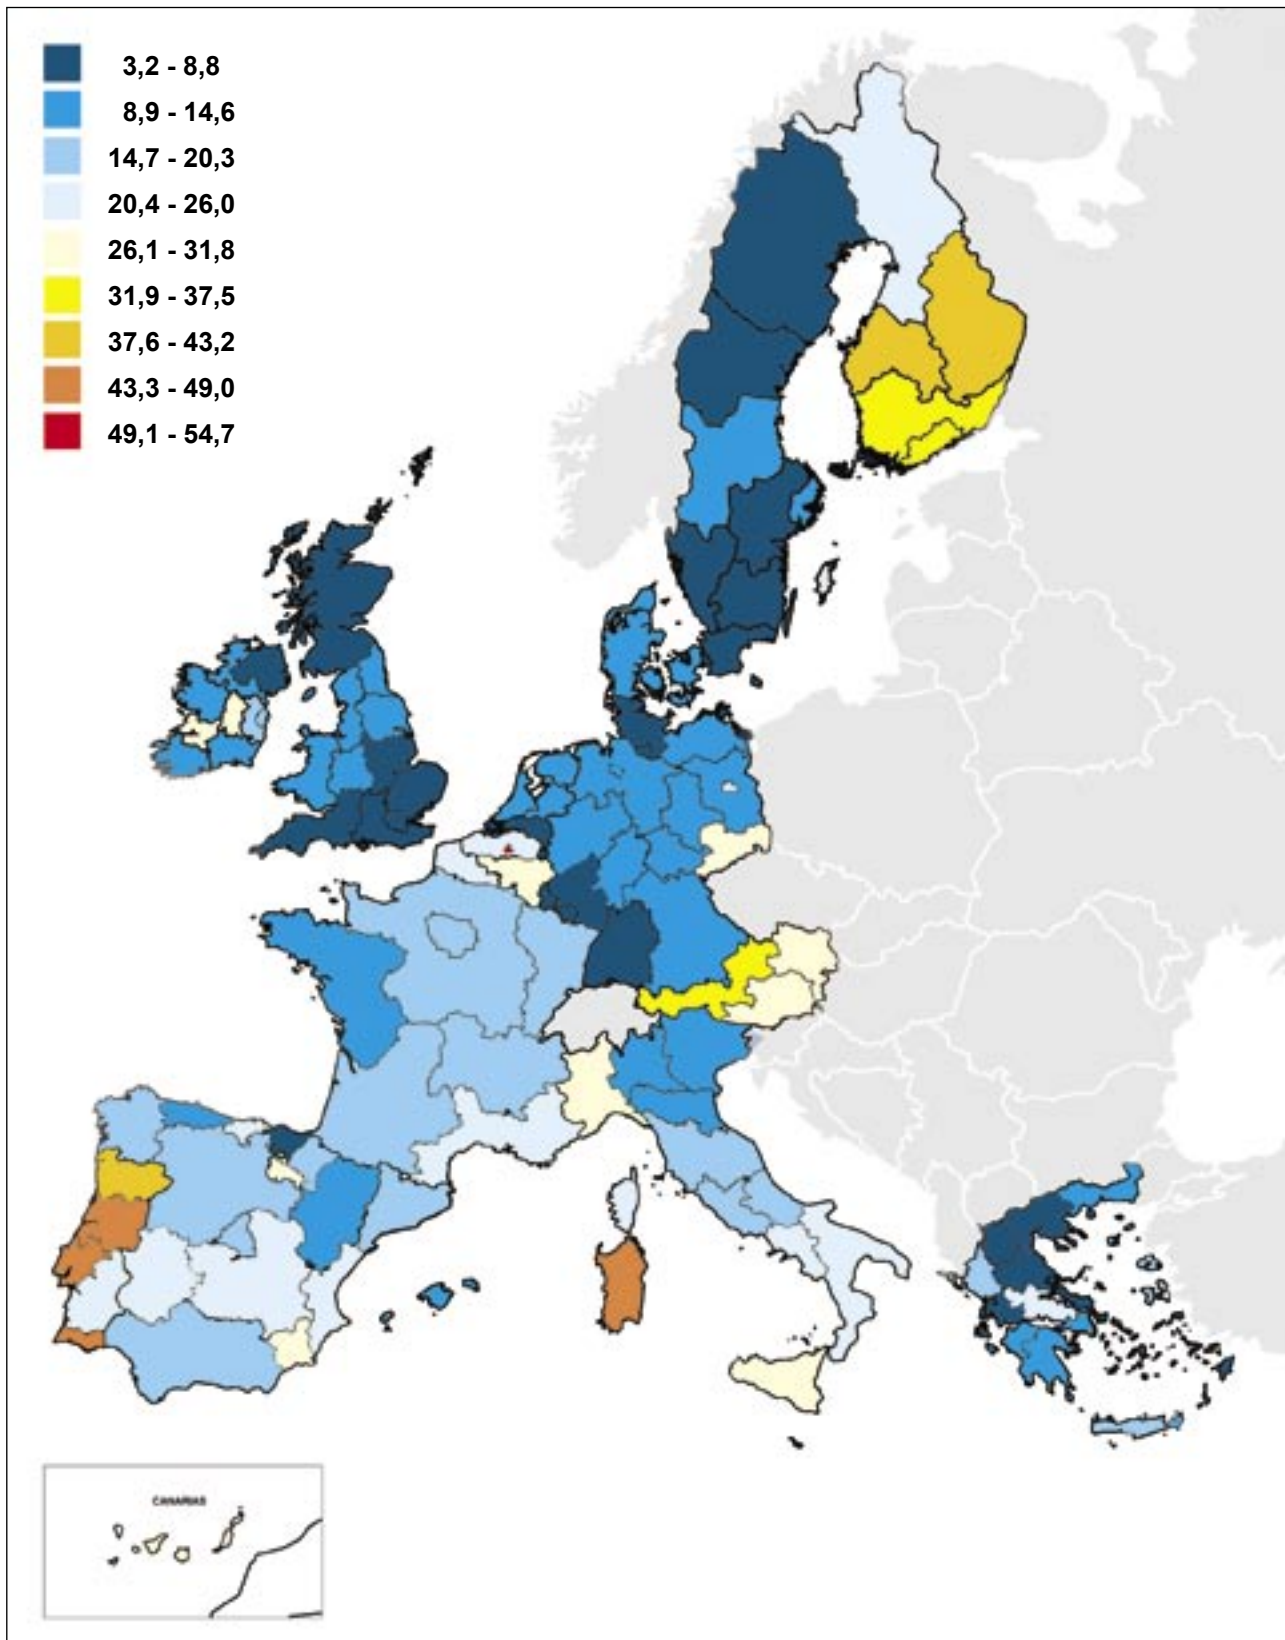 3,2 - 8,8
8,9 - 14,6
14,7 - 20,3
20,4 - 26,0
26,1 - 31,8
31,9 - 37,5
37,6 - 43,2
43,3 - 49,0
49,1 - 54,7
CANARIAS